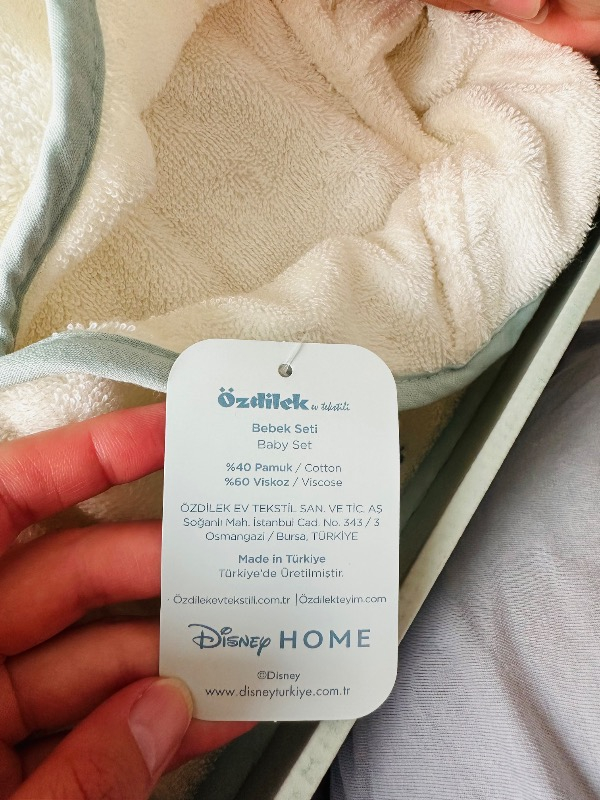 Özdilek ev tekstili
Bebek Seti
Baby Set
%40 Pamuk / Cotton
%60 Viskoz / Viscose
ÖZDİLEK EV TEKSTİL SAN. VE TİC. AŞ
Soğanlı Mah. İstanbul Cad. No. 343 / 3
Osmangazi / Bursa, TÜRKİYE
Made in Türkiye
Türkiye'de Üretilmiştir.
Özdilekevtekstili.com.tr |Özdilekteyim.com
Disney HOME
©Disney
www.disneyturkiye.com.tr